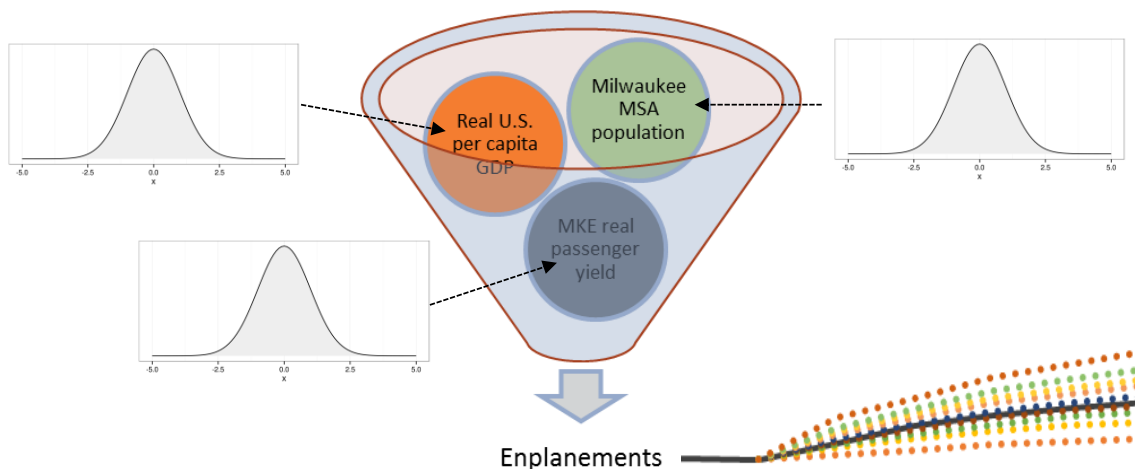 Real U.S.
per capita
GDP
Milwaukee
MSA
population
MKE real
passenger
yield
-5.0 -2.5 0.0 2.5 5.0
x
-5.0 -2.5 0.0 2.5 5.0
x
-5.0 -2.5 0.0 2.5 5.0
x
Enplanements